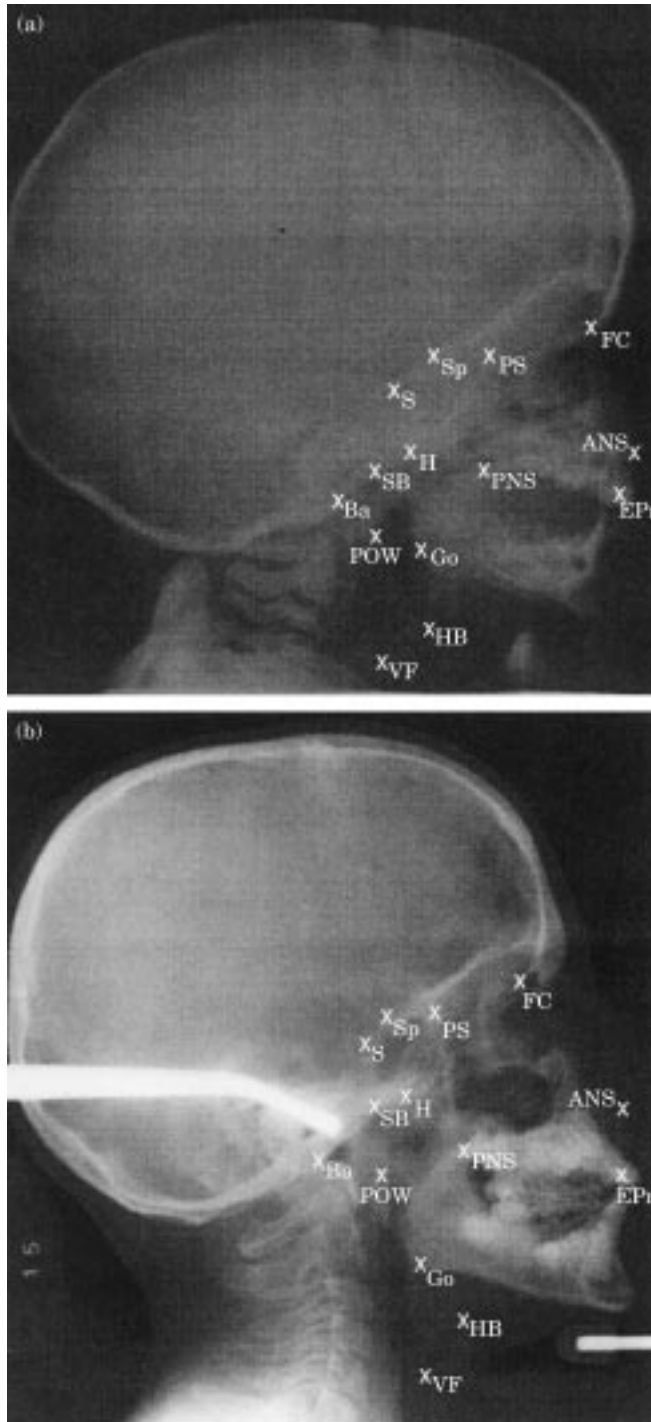 (a)
X FC
X Sp
X PS
X S
ANS X
X H
X SB
X PNS
X EPr
X Ba
X POW
X Go
X HB
X VF
(b)
X FC
X Sp
X PS
X S
X H
ANS X
X SB
X PNS
X Ba
X POW
X EPr
15
X Go
X HB
X VF